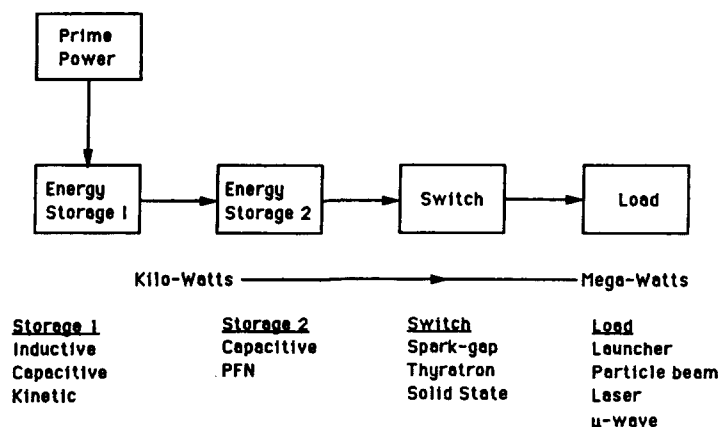 Prime
Power
Energy
Storage 1
Energy
Storage 2
Switch
Load
Kilo-Watts
Mega-Watts
Storage 1
Inductive
Capacitive
Kinetic
Storage 2
Capacitive
PFN
Switch
Spark-gap
Thyratron
Solid State
Load
Launcher
Particle beam
Laser
µ-wave